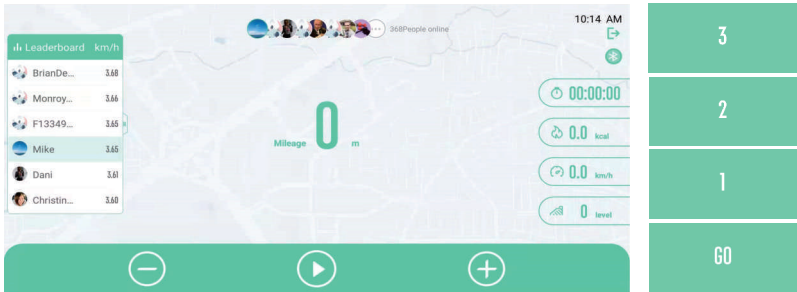 368People online
10:14 AM
Leaderboard km/h
BrianDe... 3.68
Monroy... 3.66
F13349... 3.65
Mike 3.65
Dani 3.61
Christin... 3.60
Mileage 0 m
00:00:00
0.0 kcal
0.0 km/h
0 level
3
2
1
GO